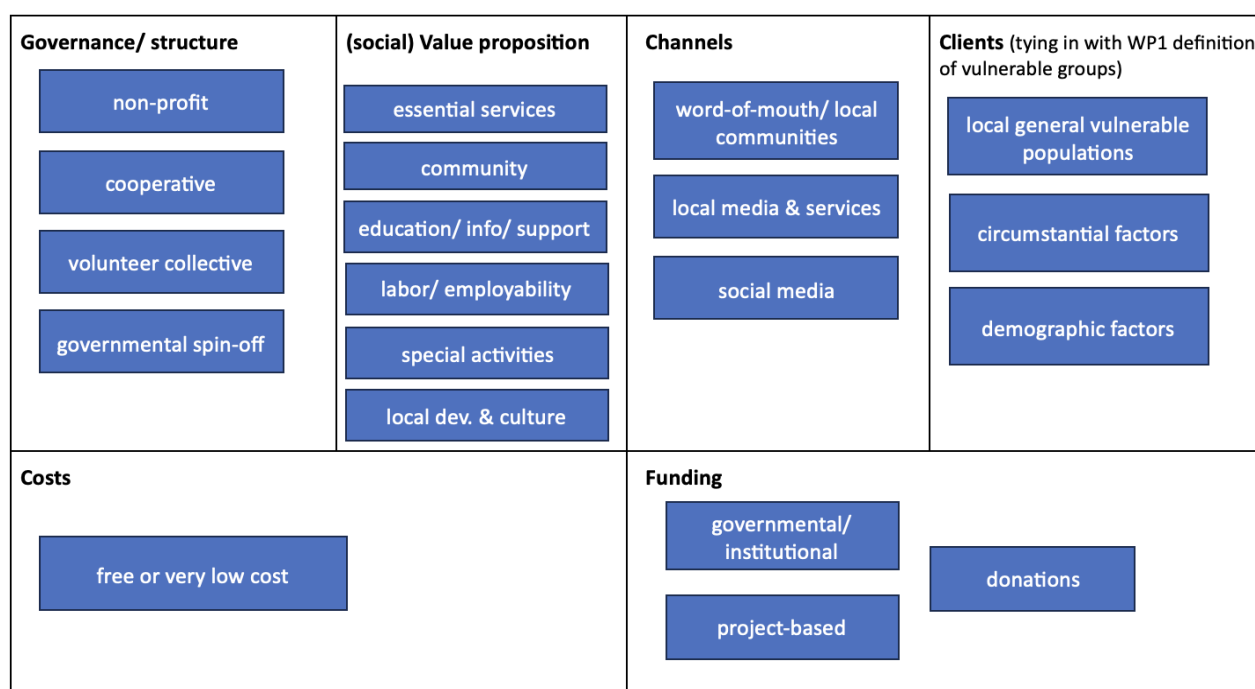 Governance/ structure
non-profit
cooperative
volunteer collective
governmental spin-off
(social) Value proposition
essential services
community
education/ info/ support
labor/ employability
special activities
local dev. & culture
Channels
word-of-mouth/ local
communities
local media & services
social media
Clients (tying in with WP1 definition
of vulnerable groups)
local general vulnerable
populations
circumstantial factors
demographic factors
Costs
free or very low cost
Funding
governmental/
institutional
project-based
donations